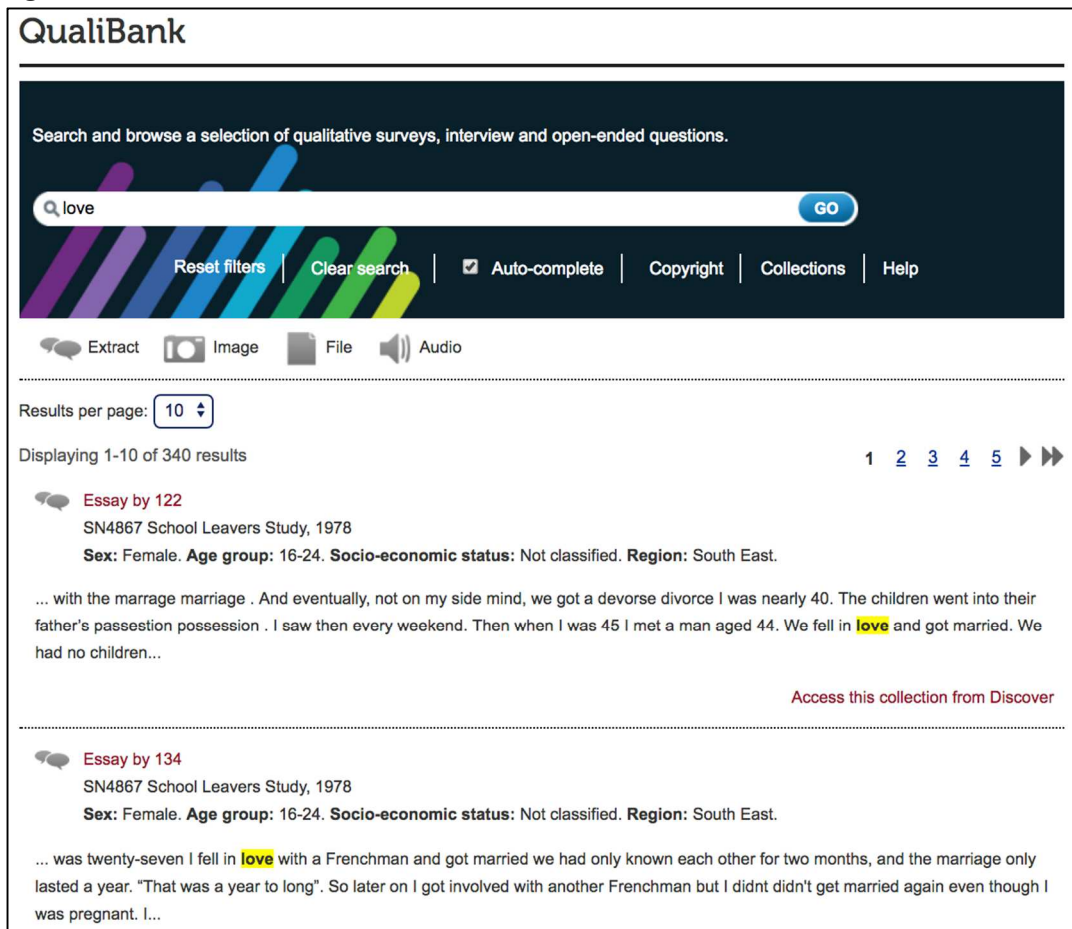 QualiBank
Search and browse a selection of qualitative surveys, interview and open-ended questions.
love GO
Reset filters Clear search Auto-complete Copyright Collections Help
Extract Image File Audio
Results per page: 10
Displaying 1-10 of 340 results 1 2 3 4 5
Essay by 122
SN4867 School Leavers Study, 1978
Sex: Female. Age group: 16-24. Socio-economic status: Not classified. Region: South East.
... with the marrage marriage . And eventually, not on my side mind, we got a devorse divorce I was nearly 40. The children went into their
father's passestion possession . I saw then every weekend. Then when I was 45 I met a man aged 44. We fell in love and got married. We
had no children...
Access this collection from Discover
Essay by 134
SN4867 School Leavers Study, 1978
Sex: Female. Age group: 16-24. Socio-economic status: Not classified. Region: South East.
... was twenty-seven I fell in love with a Frenchman and got married we had only known each other for two months, and the marriage only
lasted a year. “That was a year to long”. So later on I got involved with another Frenchman but I didnt didn't get married again even though I
was pregnant. I...